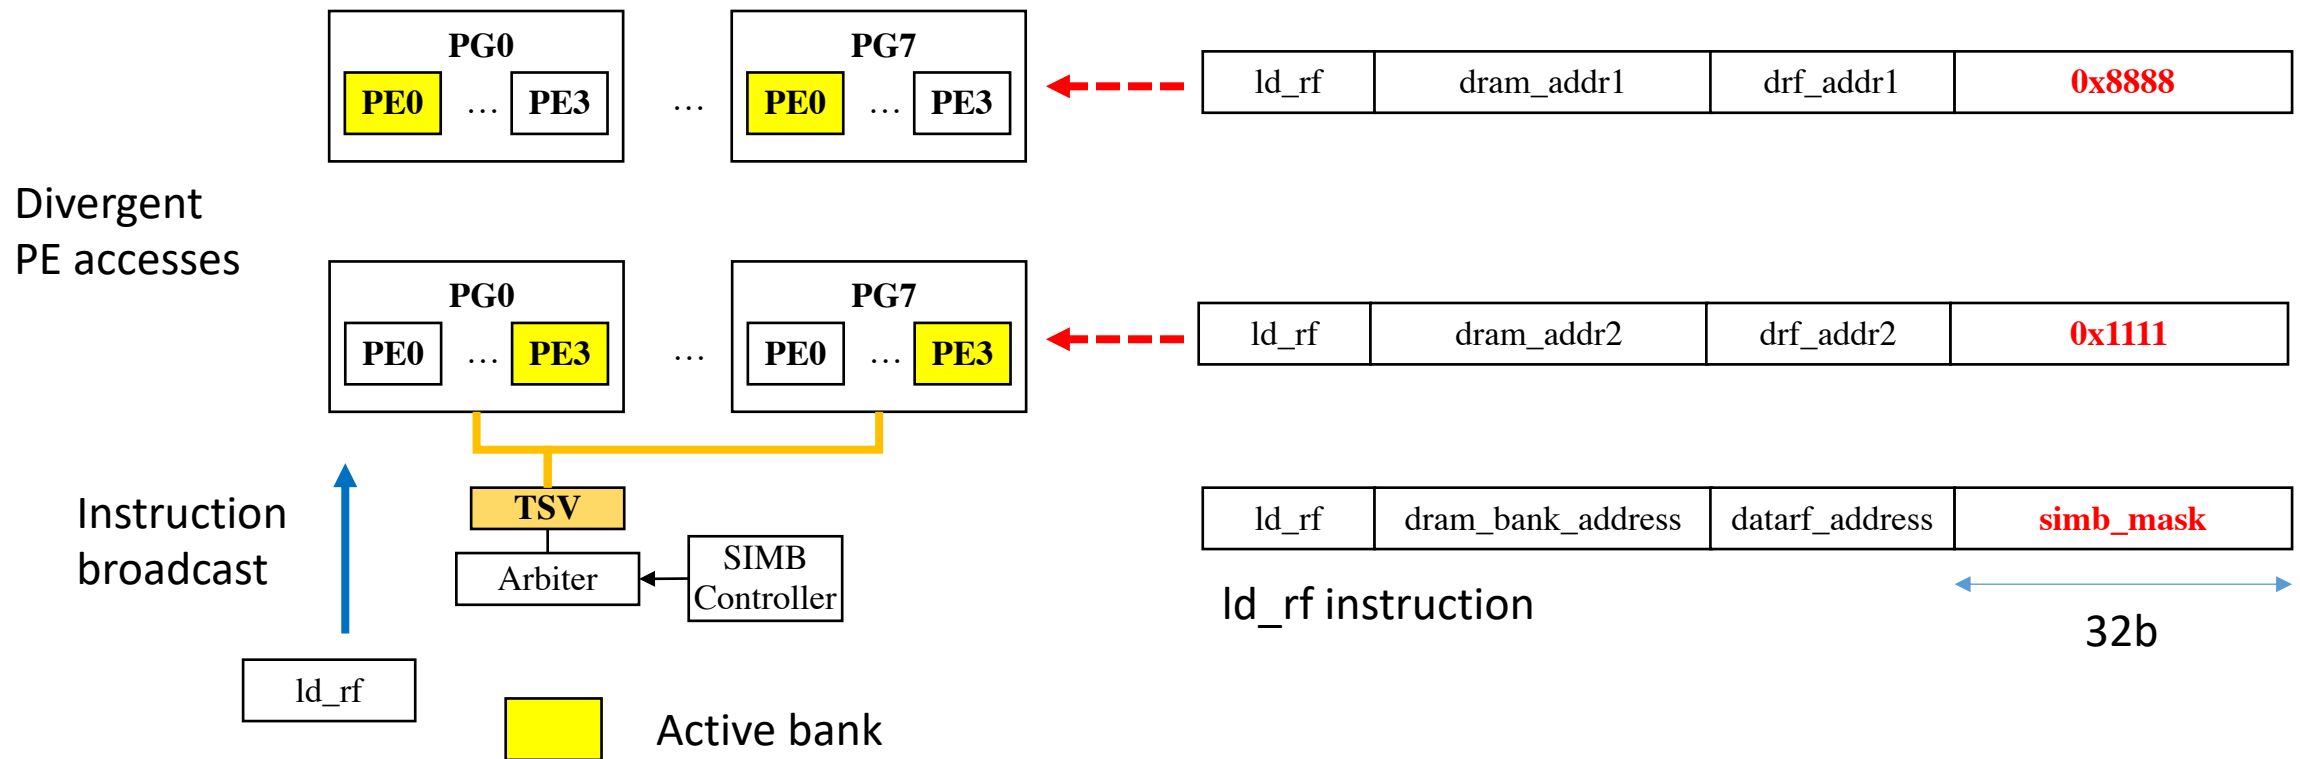 PG0
PE0 … PE3
…
PG7
PE0 … PE3
ld_rf dram_addr1 drf_addr1 0x8888
Divergent
PE accesses
PG0
PE0 … PE3
…
PG7
PE0 … PE3
ld_rf dram_addr2 drf_addr2 0x1111
Instruction
broadcast
TSV
Arbiter
SIMB
Controller
ld_rf dram_bank_address datarf_address simb_mask
ld_rf instruction
32b
ld_rf
Active bank